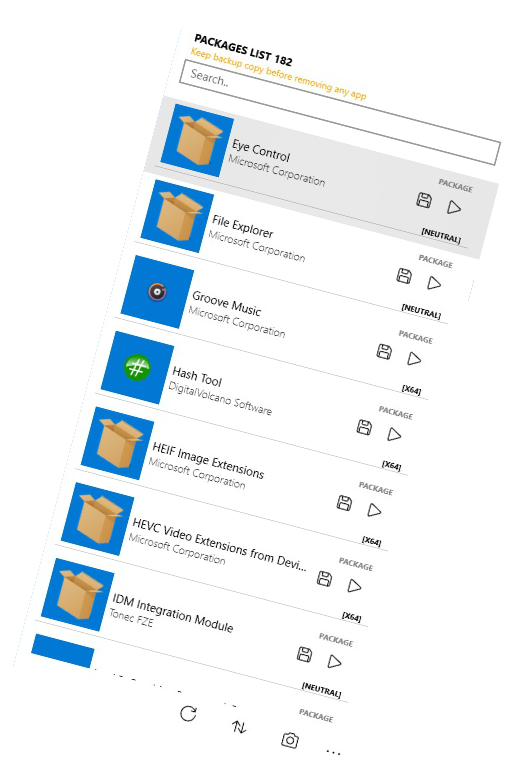 PACKAGES LIST 182
Keep backup copy before removing any app
Search..
Eye Control
Microsoft Corporation
PACKAGE
[NEUTRAL]
File Explorer
Microsoft Corporation
PACKAGE
[NEUTRAL]
Groove Music
Microsoft Corporation
PACKAGE
[X64]
Hash Tool
DigitalVolcano Software
PACKAGE
[X64]
HEIF Image Extensions
Microsoft Corporation
PACKAGE
[X64]
HEVC Video Extensions from Devi...
Microsoft Corporation
PACKAGE
[X64]
IDM Integration Module
Tonec FZE
PACKAGE
[NEUTRAL]
PACKAGE